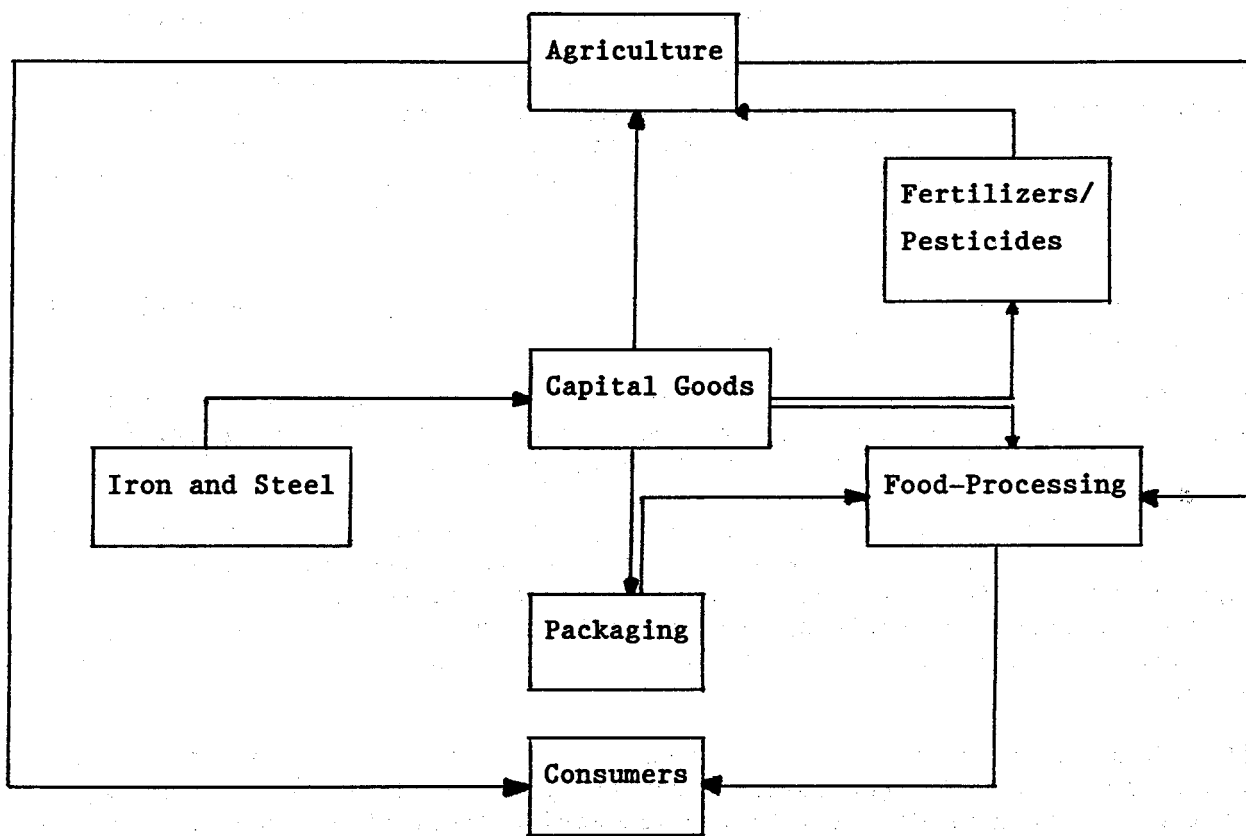 Agriculture
Fertilizers/
Pesticides
Capital Goods
Iron and Steel
Food-Processing
Packaging
Consumers